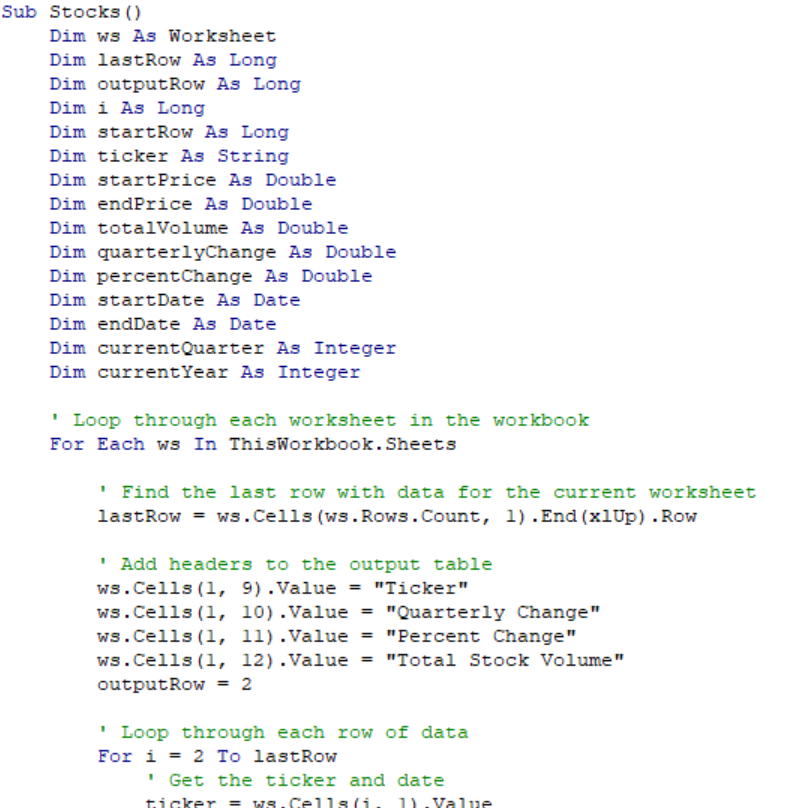 Sub Stocks()
    Dim ws As Worksheet
    Dim lastRow As Long
    Dim outputRow As Long
    Dim i As Long
    Dim startRow As Long
    Dim ticker As String
    Dim startPrice As Double
    Dim endPrice As Double
    Dim totalVolume As Double
    Dim quarterlyChange As Double
    Dim percentChange As Double
    Dim startDate As Date
    Dim endDate As Date
    Dim currentQuarter As Integer
    Dim currentYear As Integer

    ' Loop through each worksheet in the workbook
    For Each ws In ThisWorkbook.Sheets

        ' Find the last row with data for the current worksheet
        lastRow = ws.Cells(ws.Rows.Count, 1).End(xlUp).Row

        ' Add headers to the output table
        ws.Cells(1, 9).Value = "Ticker"
        ws.Cells(1, 10).Value = "Quarterly Change"
        ws.Cells(1, 11).Value = "Percent Change"
        ws.Cells(1, 12).Value = "Total Stock Volume"
        outputRow = 2

        ' Loop through each row of data
        For i = 2 To lastRow
            ' Get the ticker and date
            ticker = ws.Cells(i, 1).Value